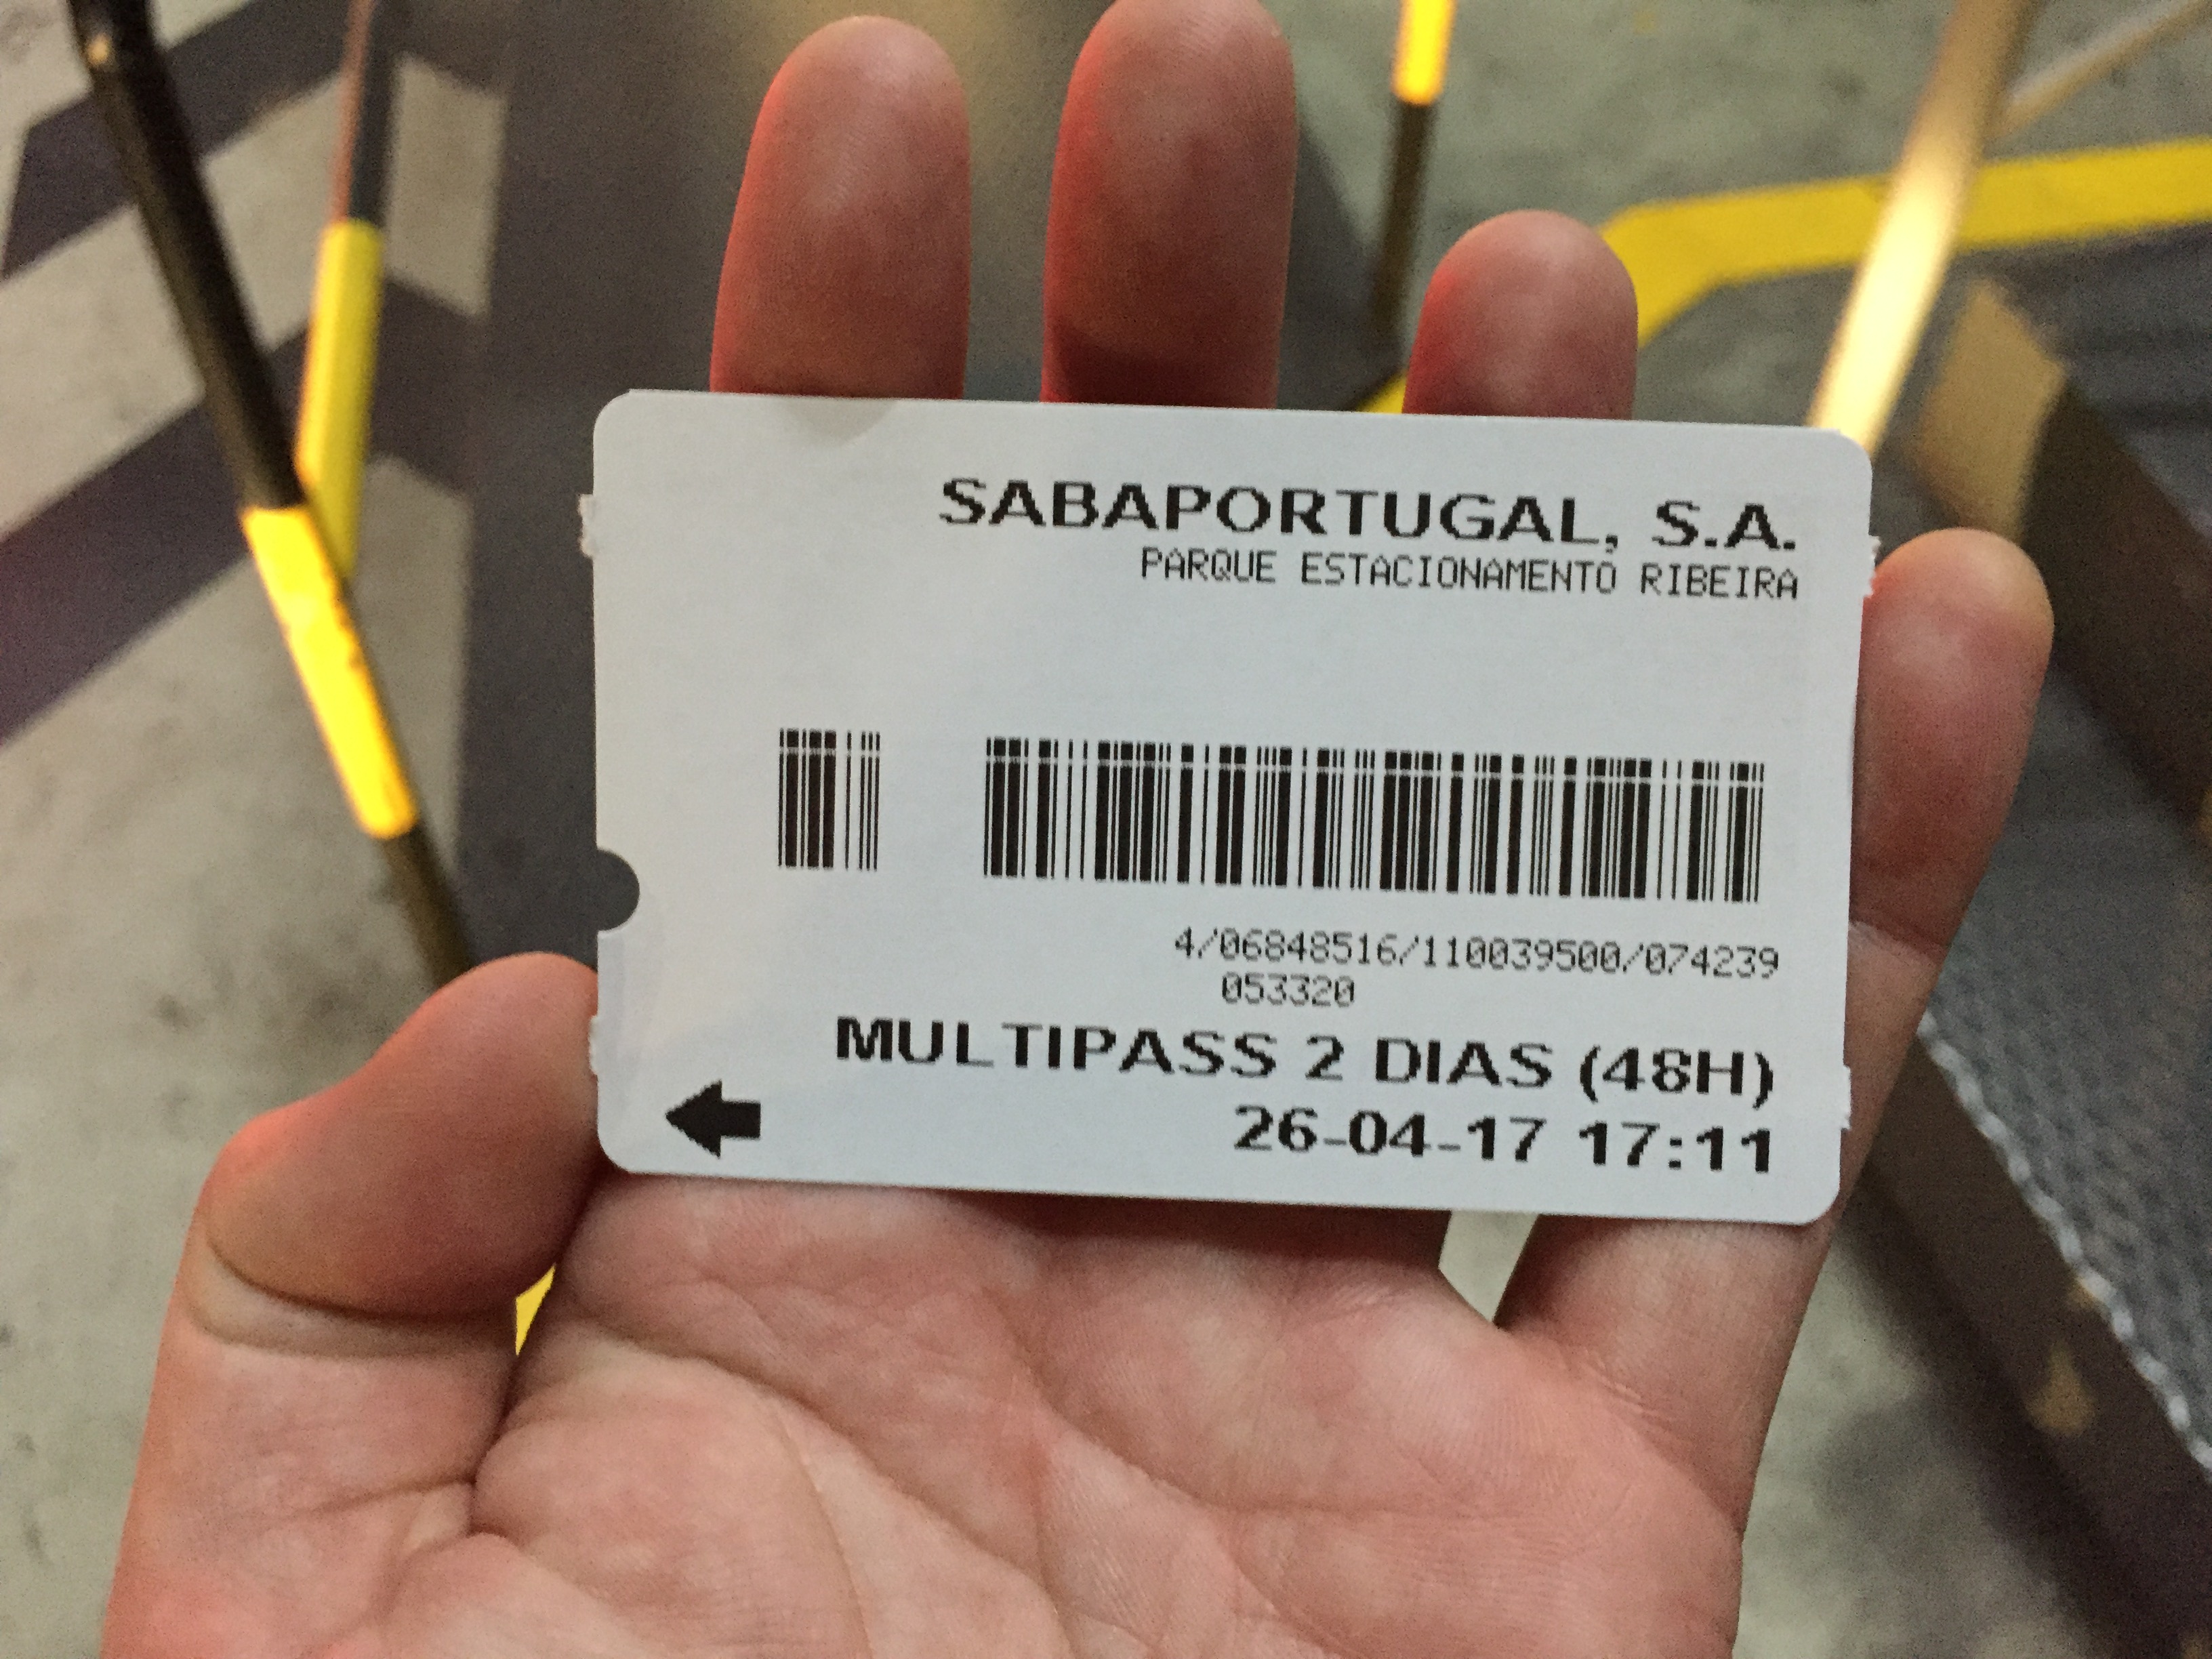 SABAPORTUGAL, S.A.
PARQUE ESTACIONAMENTO RIBEIRA
4/06848516/110039500/074239
053320
MULTIPASS 2 DIAS (48H)
26-04-17 17:11